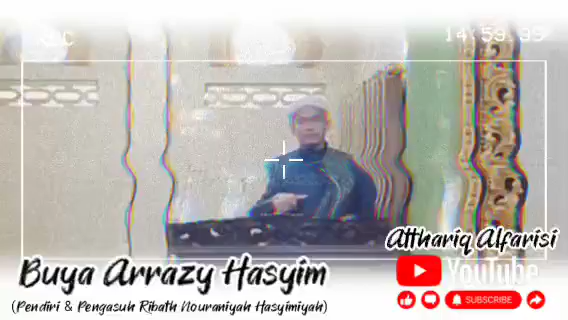 14:59:35
Atthariq Alfarisi
YouTube
SUBSCRIBE
Buya Arrazy Hasyim
(Pendiri & Pengasuh Ribath Nouraniyah Hasyimiyah)